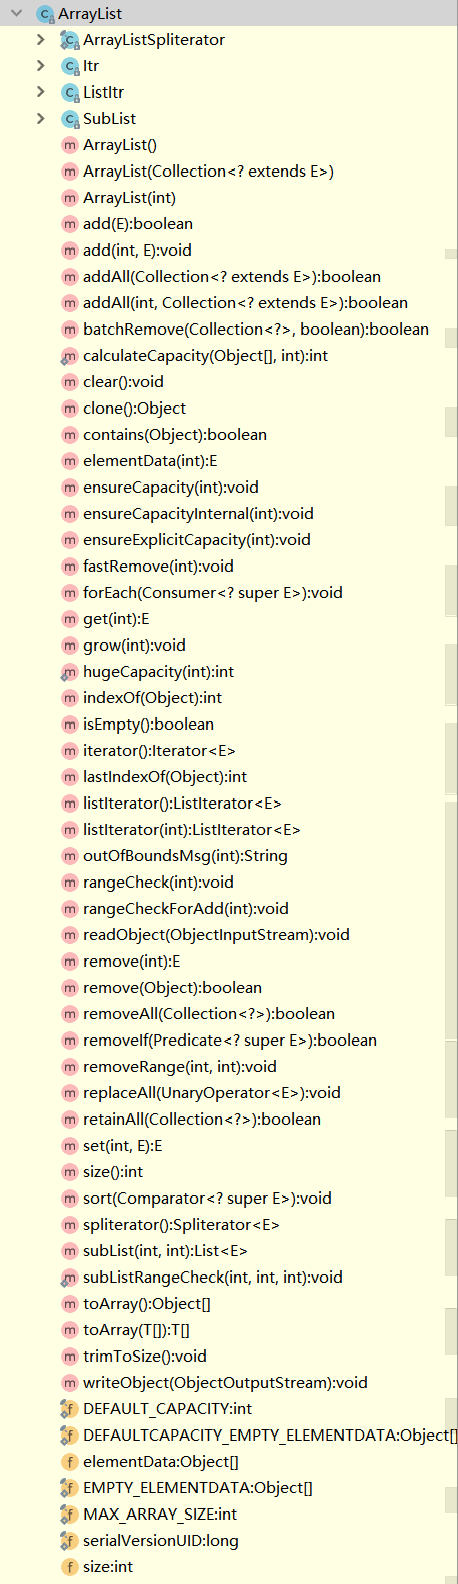 ArrayList
ArrayListSpliterator
Itr
ListItr
SubList
ArrayList()
ArrayList(Collection<? extends E>)
ArrayList(int)
add(E):boolean
add(int, E):void
addAll(Collection<? extends E>):boolean
addAll(int, Collection<? extends E>):boolean
batchRemove(Collection<?>, boolean):boolean
calculateCapacity(Object[], int):int
clear():void
clone():Object
contains(Object):boolean
elementData(int):E
ensureCapacity(int):void
ensureCapacityInternal(int):void
ensureExplicitCapacity(int):void
fastRemove(int):void
forEach(Consumer<? super E>):void
get(int):E
grow(int):void
hugeCapacity(int):int
indexOf(Object):int
isEmpty():boolean
iterator():Iterator<E>
lastIndexOf(Object):int
listIterator():ListIterator<E>
listIterator(int):ListIterator<E>
outOfBoundsMsg(int):String
rangeCheck(int):void
rangeCheckForAdd(int):void
readObject(ObjectInputStream):void
remove(int):E
remove(Object):boolean
removeAll(Collection<?>):boolean
removeIf(Predicate<? super E>):boolean
removeRange(int, int):void
replaceAll(UnaryOperator<E>):void
retainAll(Collection<?>):boolean
set(int, E):E
size():int
sort(Comparator<? super E>):void
spliterator():Spliterator<E>
subList(int, int):List<E>
subListRangeCheck(int, int, int):void
toArray():Object[]
toArray(T[]):T[]
trimToSize():void
writeObject(ObjectOutputStream):void
DEFAULT_CAPACITY:int
DEFAULTCAPACITY_EMPTY_ELEMENTDATA:Object[]
elementData:Object[]
EMPTY_ELEMENTDATA:Object[]
MAX_ARRAY_SIZE:int
serialVersionUID:long
size:int